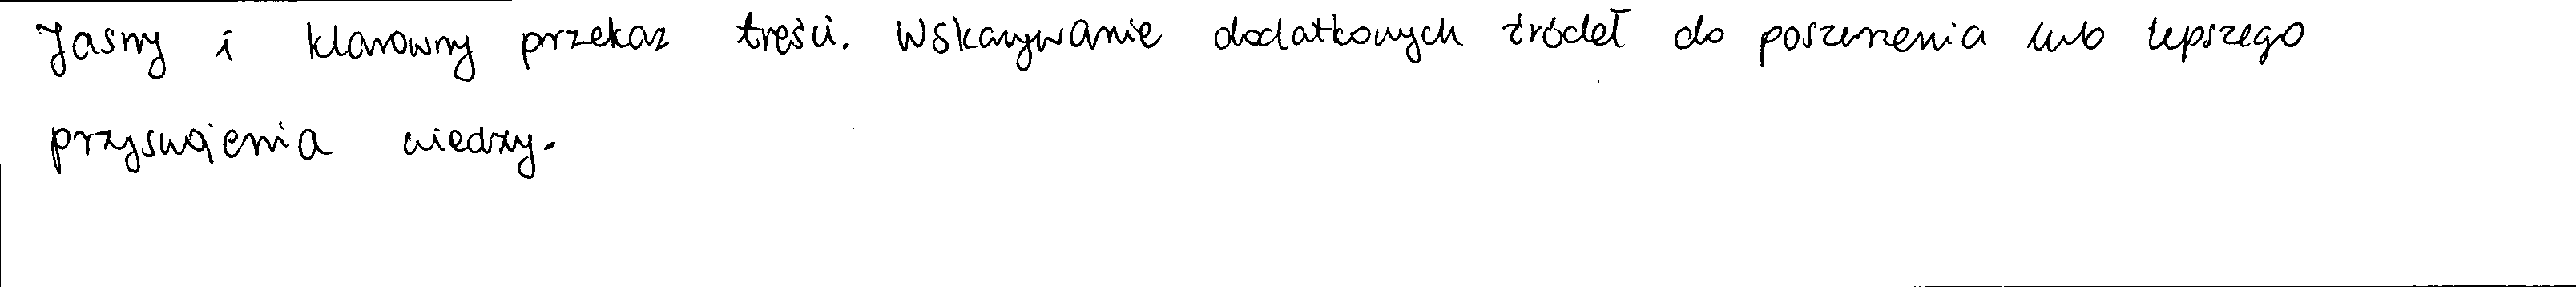 Jasny i klarowny przekaz treści. Wskazywanie dodatkowych źródeł do poszerzenia lub lepszego
przyswojenia wiedzy.